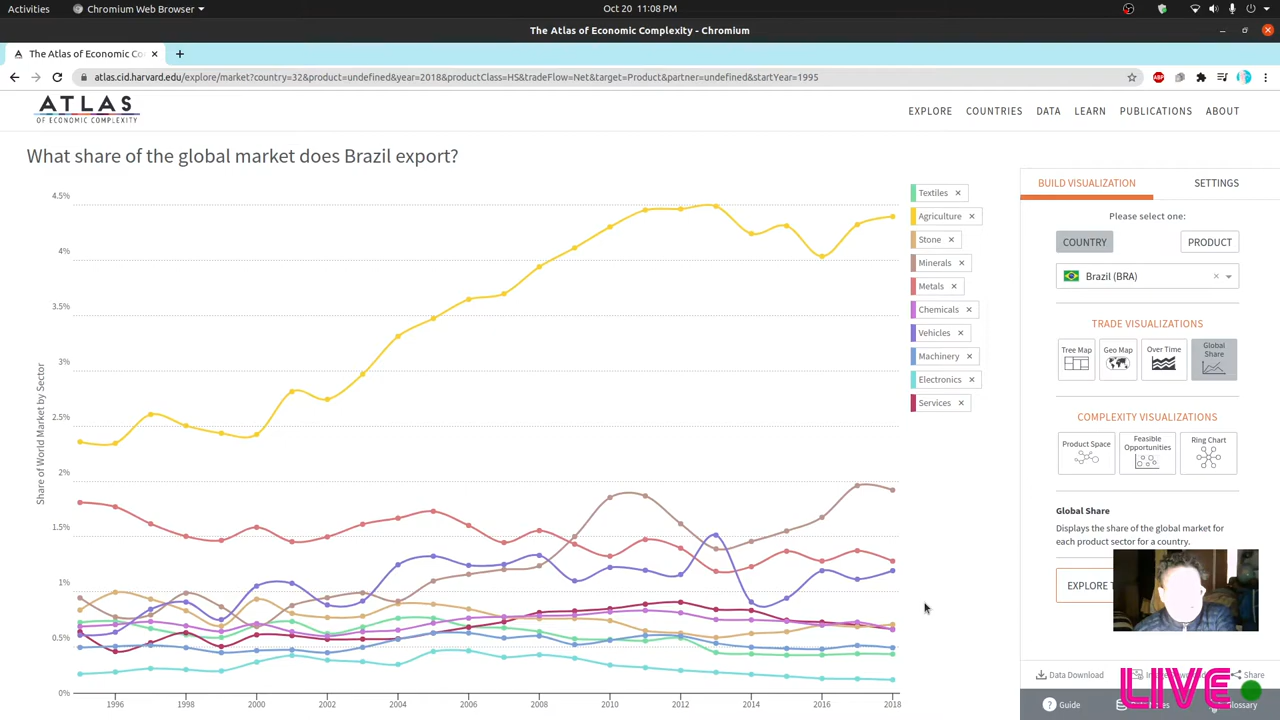 Activities
Chromium Web Browser
Oct 20 11:08 PM
The Atlas of Economic Complexity - Chromium
The Atlas of Economic Co
atlas.cid.harvard.edu/explore/market?country=32&product=undefined&year=2018&productClass=HS&tradeFlow=Net&target=Product&partner=undefined&startYear=1995
ABP
ATLAS
OF ECONOMIC COMPLEXITY
EXPLORE COUNTRIES DATA LEARN PUBLICATIONS ABOUT
What share of the global market does Brazil export?
Share of World Market by Sector
4.5%
4%
3.5%
3%
2.5%
2%
1.5%
1%
0.5%
0%
1996 1998 2000 2002 2004 2006 2008 2010 2012 2014 2016 2018
Textiles
Agriculture
Stone
Minerals
Metals
Chemicals
Vehicles
Machinery
Electronics
Services
BUILD VISUALIZATION SETTINGS
Please select one:
COUNTRY PRODUCT
Brazil (BRA)
TRADE VISUALIZATIONS
Tree Map
Geo Map
Over Time
Global
Share
COMPLEXITY VISUALIZATIONS
Product Space
Feasible
Opportunities
Ring Chart
Global Share
Displays the share of the global market for
each product sector for a country.
EXPLORE
Data Download
Share
Guide
LIVE